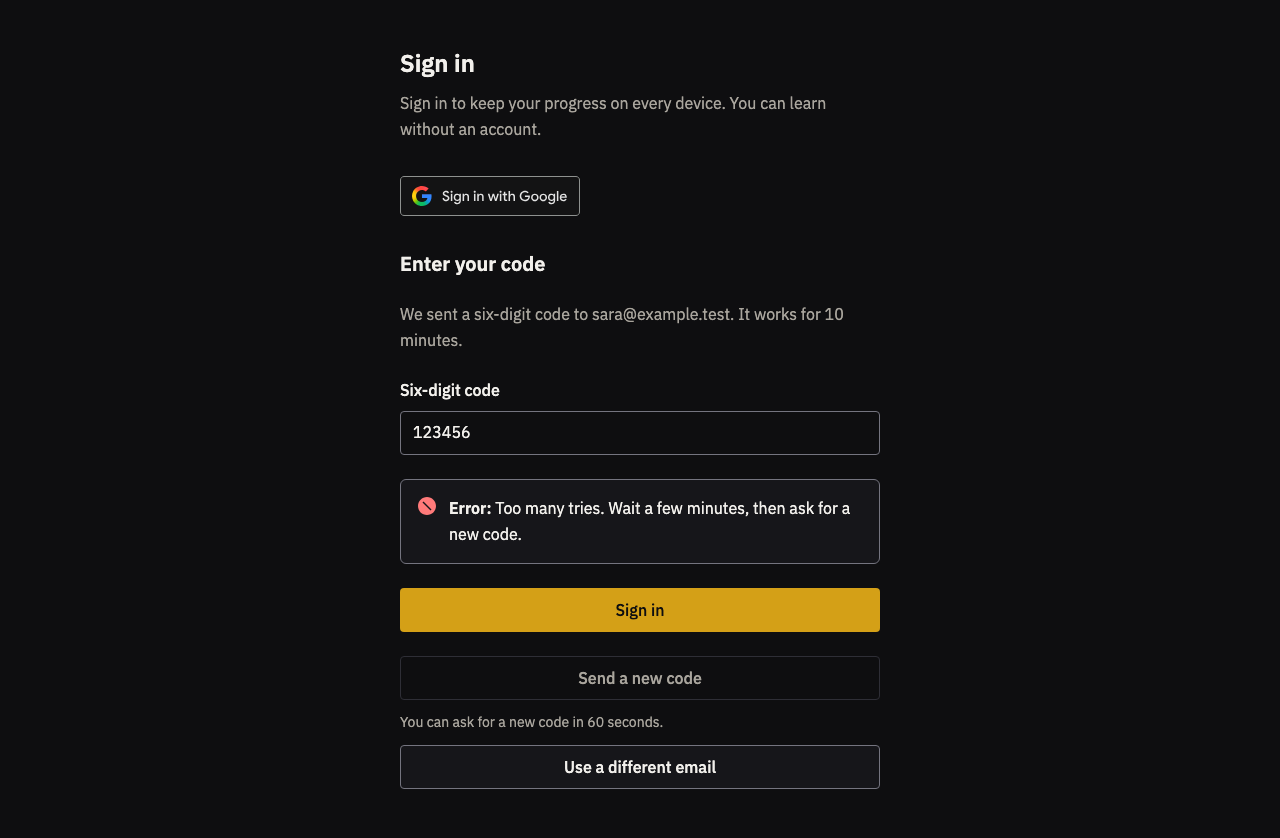 Sign in
Sign in to keep your progress on every device. You can learn
without an account.
Sign in with Google
Enter your code
We sent a six-digit code to sara@example.test. It works for 10
minutes.
Six-digit code
123456
Error: Too many tries. Wait a few minutes, then ask for a
new code.
Sign in
Send a new code
You can ask for a new code in 60 seconds.
Use a different email